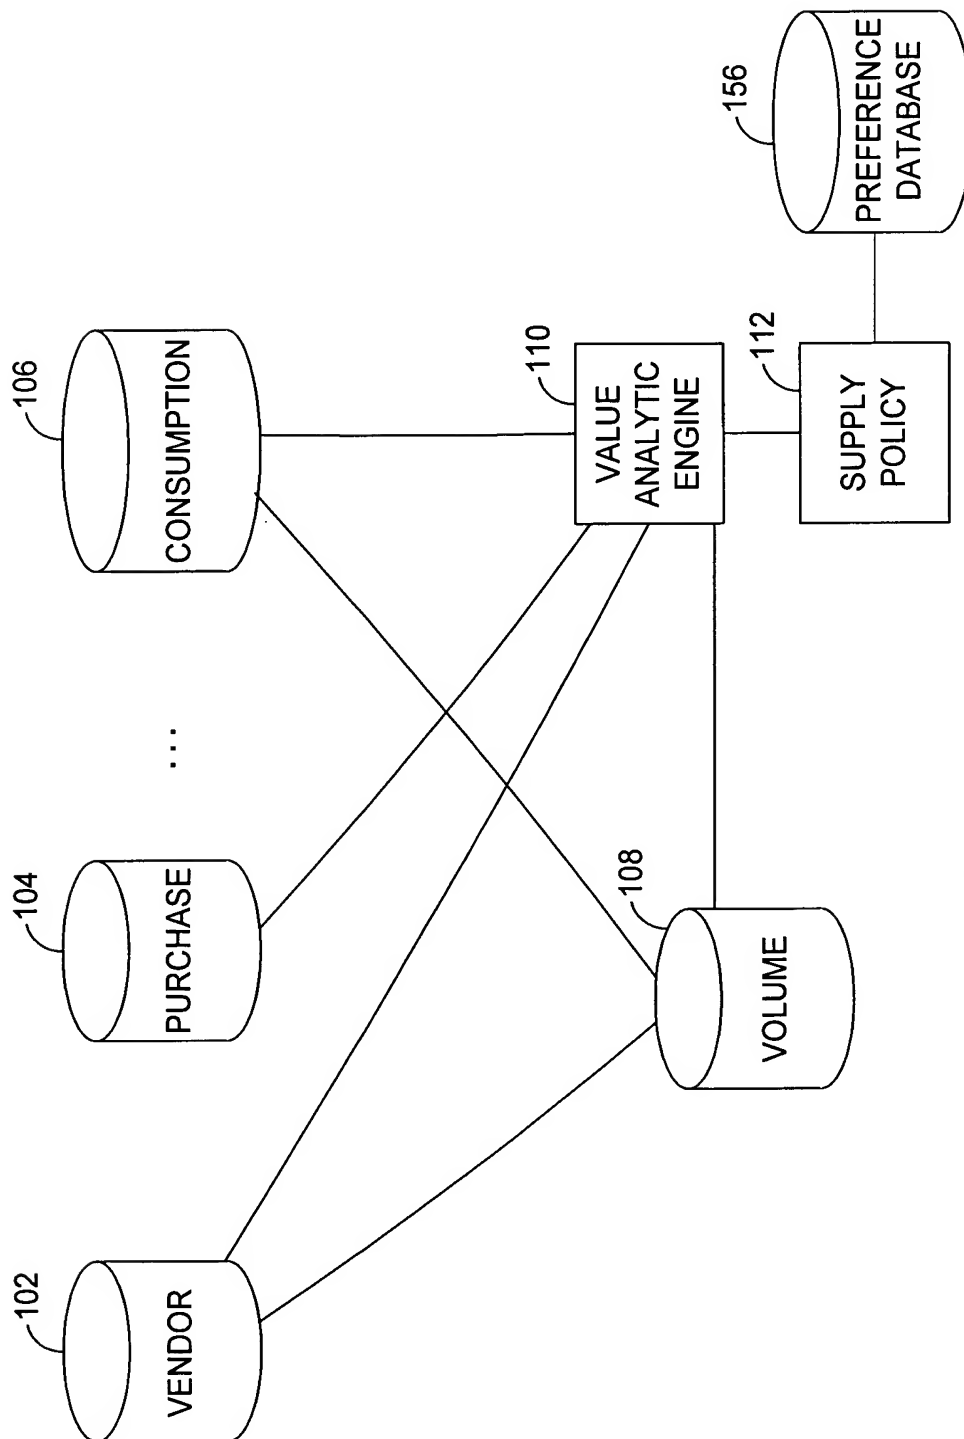 102
VENDOR
104
PURCHASE
...
106
CONSUMPTION
108
VOLUME
110
VALUE
ANALYTIC
ENGINE
112
SUPPLY
POLICY
156
PREFERENCE
DATABASE